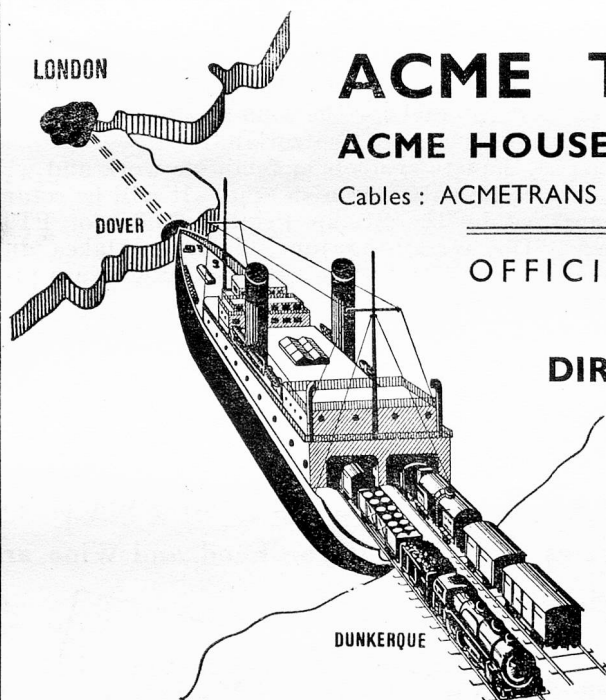 LONDON
ACME T
ACME HOUSE
Cables: ACMETRANS
DOVER
OFFICI
DIR
DUNKERQUE